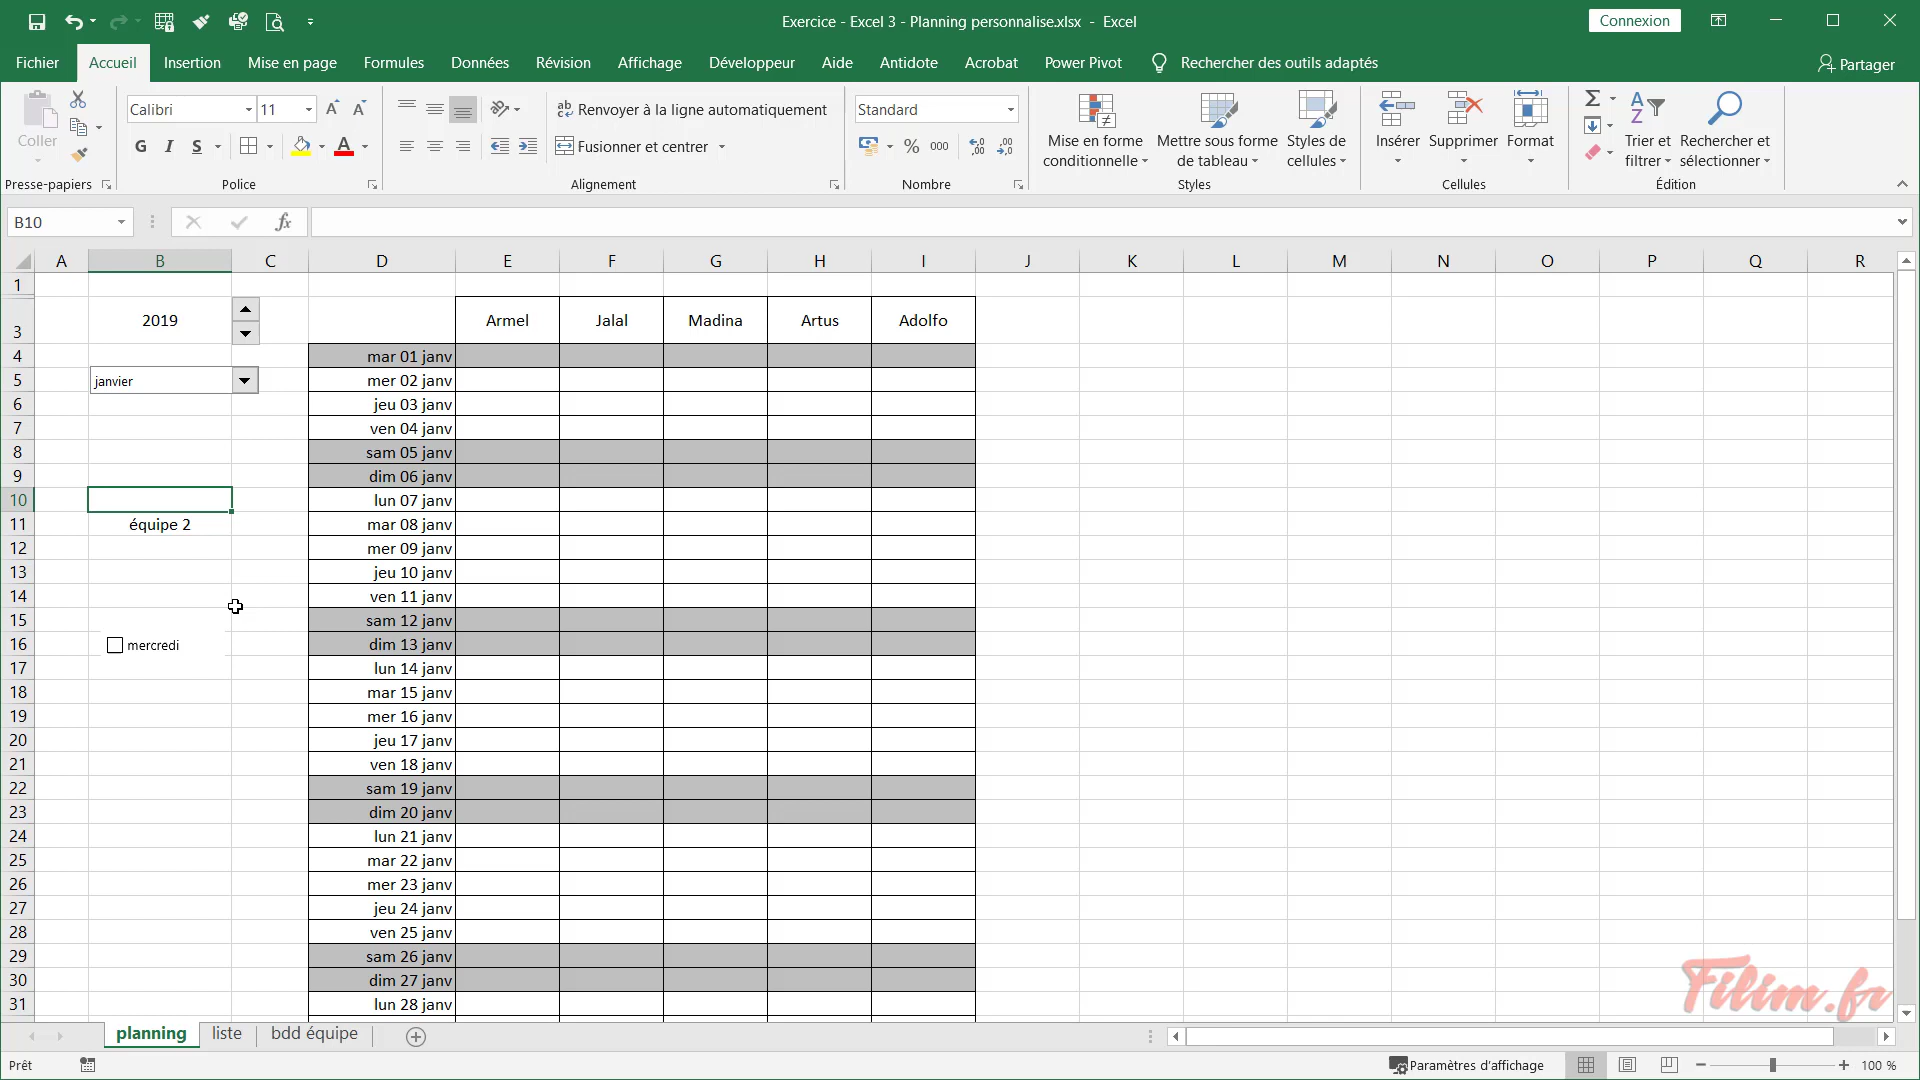 Exercice - Excel 3 - Planning personnalise.xlsx - Excel
Connexion
Fichier Accueil Insertion Mise en page Formules Données Révision Affichage Développeur Aide Antidote Acrobat Power Pivot Rechercher des outils adaptés Partager
Coller
Presse-papiers
Calibri 11
G I S
Police
Renvoyer à la ligne automatiquement
Fusionner et centrer
Alignement
Standard
% 000
Nombre
Mise en forme conditionnelle
Mettre sous forme de tableau
Styles de cellules
Styles
Insérer Supprimer Format
Cellules
Trier et filtrer
Rechercher et sélectionner
Édition
B10 fx
A B C D E F G H I J K L M N O P Q R
1
3 2019 Armel Jalal Madina Artus Adolfo
4 mar 01 janv
5 janvier mer 02 janv
6 jeu 03 janv
7 ven 04 janv
8 sam 05 janv
9 dim 06 janv
10 lun 07 janv
11 équipe 2 mar 08 janv
12 mer 09 janv
13 jeu 10 janv
14 ven 11 janv
15 sam 12 janv
16 mercredi dim 13 janv
17 lun 14 janv
18 mar 15 janv
19 mer 16 janv
20 jeu 17 janv
21 ven 18 janv
22 sam 19 janv
23 dim 20 janv
24 lun 21 janv
25 mar 22 janv
26 mer 23 janv
27 jeu 24 janv
28 ven 25 janv
29 sam 26 janv
30 dim 27 janv
31 lun 28 janv
Filim.fr
planning liste bdd équipe
Prêt Paramètres d'affichage 100 %